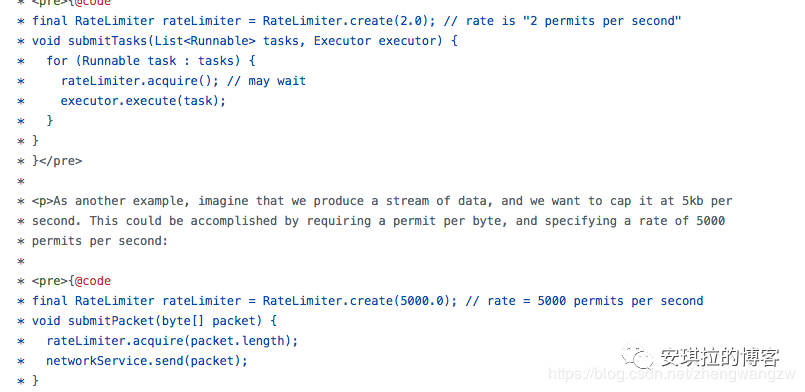 * <pre>{@code
* final RateLimiter rateLimiter = RateLimiter.create(2.0); // rate is "2 permits per second"
* void submitTasks(List<Runnable> tasks, Executor executor) {
*   for (Runnable task : tasks) {
*     rateLimiter.acquire(); // may wait
*     executor.execute(task);
*   }
* }
* }</pre>
*
* <p>As another example, imagine that we produce a stream of data, and we want to cap it at 5kb per
* second. This could be accomplished by requiring a permit per byte, and specifying a rate of 5000
* permits per second:
*
* <pre>{@code
* final RateLimiter rateLimiter = RateLimiter.create(5000.0); // rate = 5000 permits per second
* void submitPacket(byte[] packet) {
*   rateLimiter.acquire(packet.length);
*   networkService.send(packet);
* }
安琪拉的博客
https://blog.csdn.net/zhengwangzw